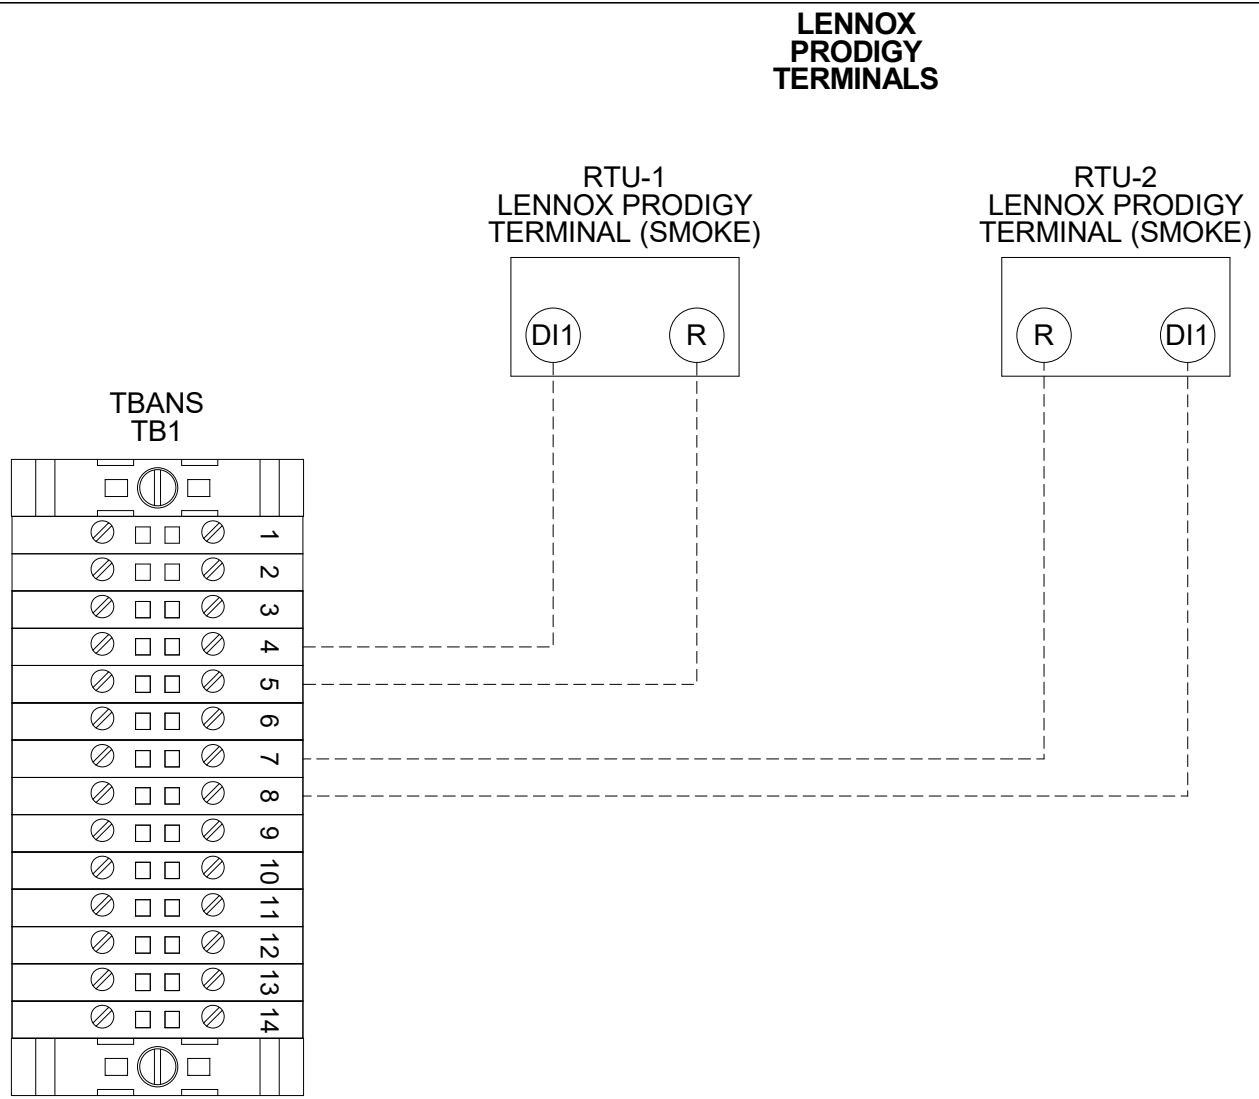 LENNOX
PRODIGY
TERMINALS
RTU-1
LENNOX PRODIGY
TERMINAL (SMOKE)
RTU-2
LENNOX PRODIGY
TERMINAL (SMOKE)
DI1
R
R
DI1
TBANS
TB1
1
2
3
4
5
6
7
8
9
10
11
12
13
14